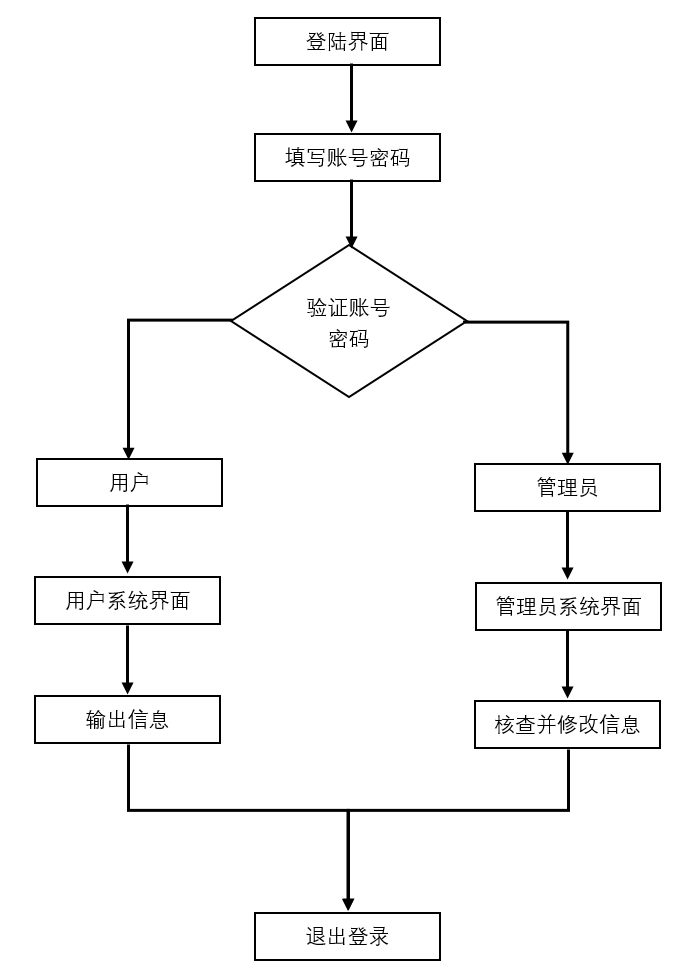 登陆界面
填写账号密码
验证账号
密码
用户
管理员
用户系统界面
管理员系统界面
输出信息
核查并修改信息
退出登录